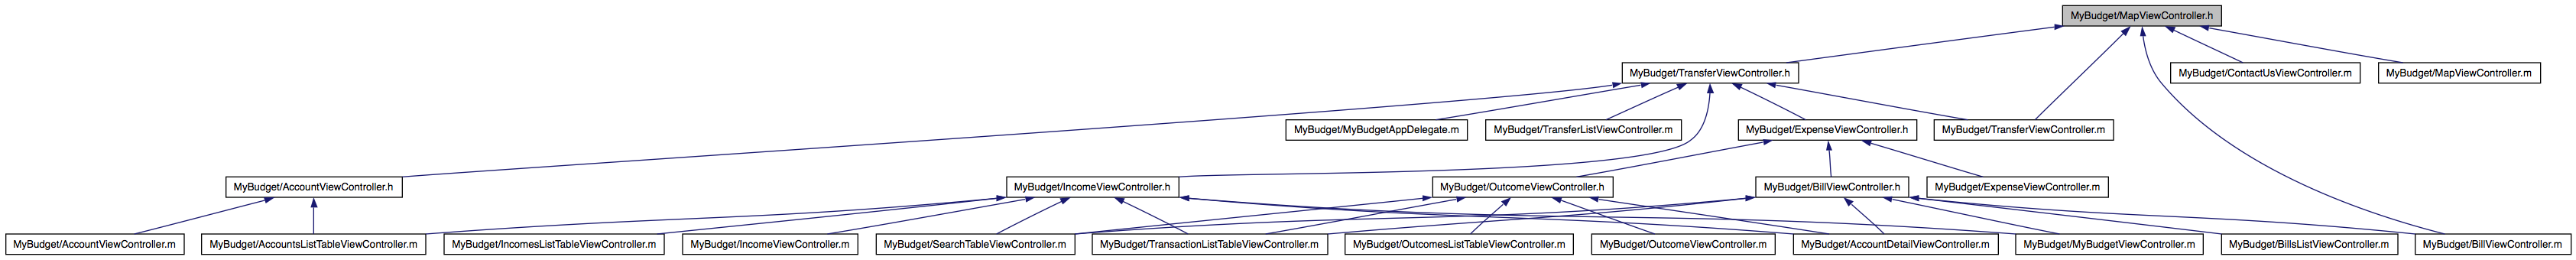 MyBudget/MapViewController.h
MyBudget/TransferViewController.h
MyBudget/ContactUsViewController.m
MyBudget/MapViewController.m
MyBudget/MyBudgetAppDelegate.m
MyBudget/TransferListViewController.m
MyBudget/ExpenseViewController.h
MyBudget/TransferViewController.m
MyBudget/AccountViewController.h
MyBudget/IncomeViewController.h
MyBudget/OutcomeViewController.h
MyBudget/BillViewController.h
MyBudget/ExpenseViewController.m
MyBudget/AccountViewController.m
MyBudget/AccountsListTableViewController.m
MyBudget/IncomesListTableViewController.m
MyBudget/IncomeViewController.m
MyBudget/SearchTableViewController.m
MyBudget/TransactionListTableViewController.m
MyBudget/OutcomesListTableViewController.m
MyBudget/OutcomeViewController.m
MyBudget/AccountDetailViewController.m
MyBudget/MyBudgetViewController.m
MyBudget/BillsListViewController.m
MyBudget/BillViewController.m